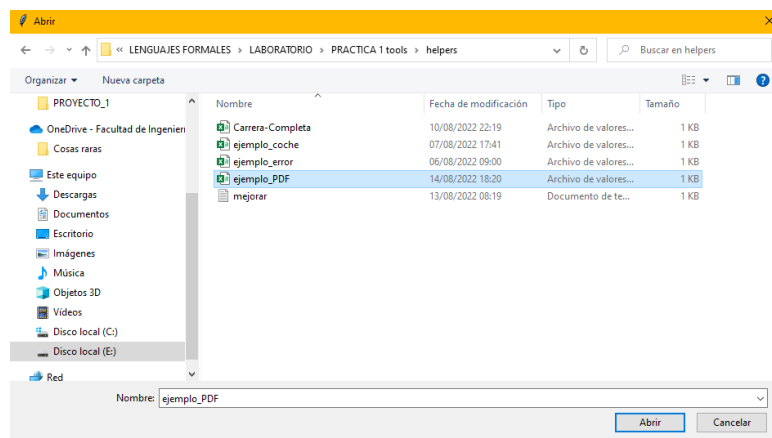 Abrir
« LENGUAJES FORMALES > LABORATORIO > PRACTICA 1 tools > helpers
Buscar en helpers
Organizar Nueva carpeta
PROYECTO_1
OneDrive - Facultad de Ingenieri
Cosas raras
Este equipo
Descargas
Documentos
Escritorio
Imágenes
Música
Objetos 3D
Vídeos
Disco local (C:)
Disco local (E:)
Red
Nombre Fecha de modificación Tipo Tamaño
Carrera-Completa 10/08/2022 22:19 Archivo de valores... 1 KB
ejemplo_coche 07/08/2022 17:41 Archivo de valores... 1 KB
ejemplo_error 06/08/2022 09:00 Archivo de valores... 1 KB
ejemplo_PDF 14/08/2022 18:20 Archivo de valores... 1 KB
mejorar 13/08/2022 08:19 Documento de te... 1 KB
Nombre: ejemplo_PDF
Abrir Cancelar